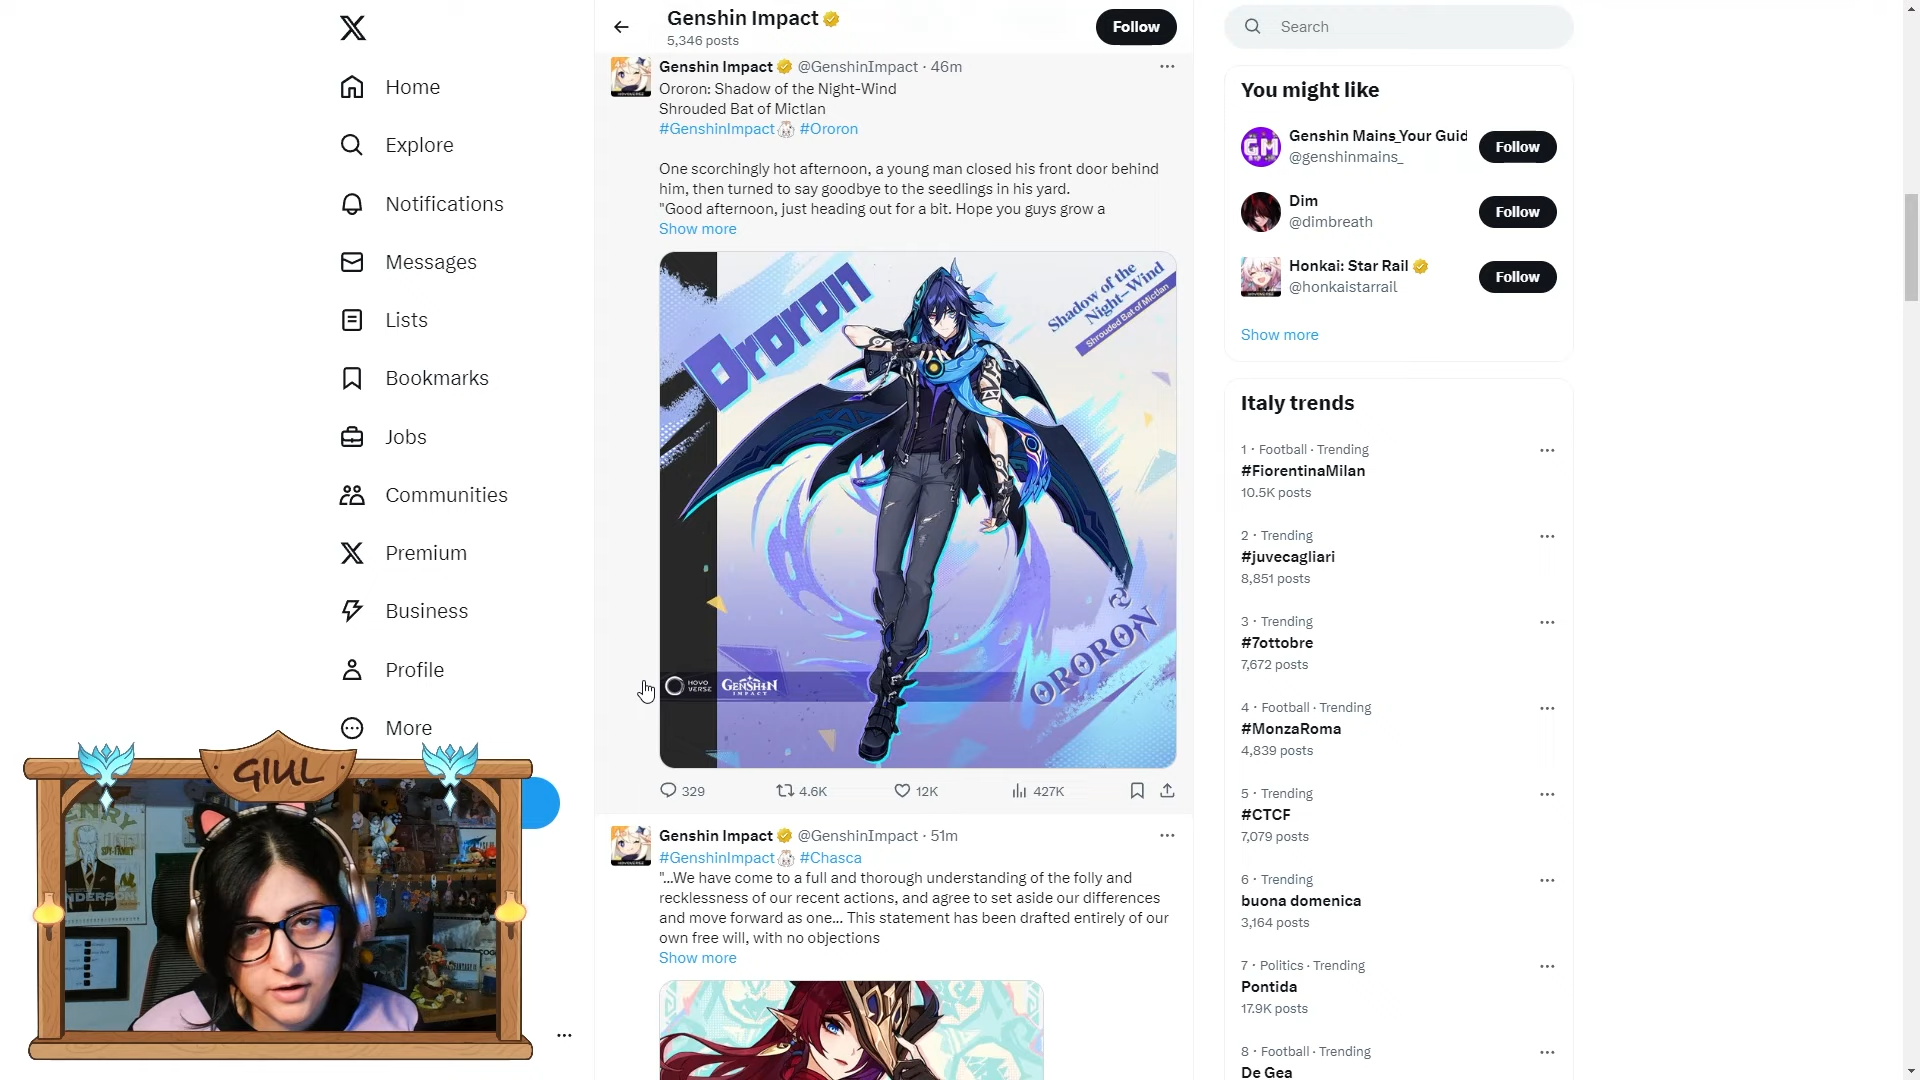 Home
Explore
Notifications
Messages
Lists
Bookmarks
Jobs
Communities
Premium
Business
Profile
More
GIUL
Genshin Impact
5,346 posts
Follow
Genshin Impact @GenshinImpact · 46m
Ororon: Shadow of the Night-Wind
Shrouded Bat of Mictlan
#GenshinImpact #Ororon
One scorchingly hot afternoon, a young man closed his front door behind
him, then turned to say goodbye to the seedlings in his yard.
"Good afternoon, just heading out for a bit. Hope you guys grow a
Show more
Ororon
Shadow of the
Night-Wind
Shrouded Bat of Mictlan
ORORON
HOYO
VERSE
GENSHIN
IMPACT
329
4.6K
12K
427K
Genshin Impact @GenshinImpact · 51m
#GenshinImpact #Chasca
"...We have come to a full and thorough understanding of the folly and
recklessness of our recent actions, and agree to set aside our differences
and move forward as one... This statement has been drafted entirely of our
own free will, with no objections
Show more
Search
You might like
Genshin Mains_Your Guid
@genshinmains_
Follow
Dim
@dimbreath
Follow
Honkai: Star Rail
@honkaistarrail
Follow
Show more
Italy trends
1 · Football · Trending
#FiorentinaMilan
10.5K posts
2 · Trending
#juvecagliari
8,851 posts
3 · Trending
#7ottobre
7,672 posts
4 · Football · Trending
#MonzaRoma
4,839 posts
5 · Trending
#CTCF
7,079 posts
6 · Trending
buona domenica
3,164 posts
7 · Politics · Trending
Pontida
17.9K posts
8 · Football · Trending
De Gea